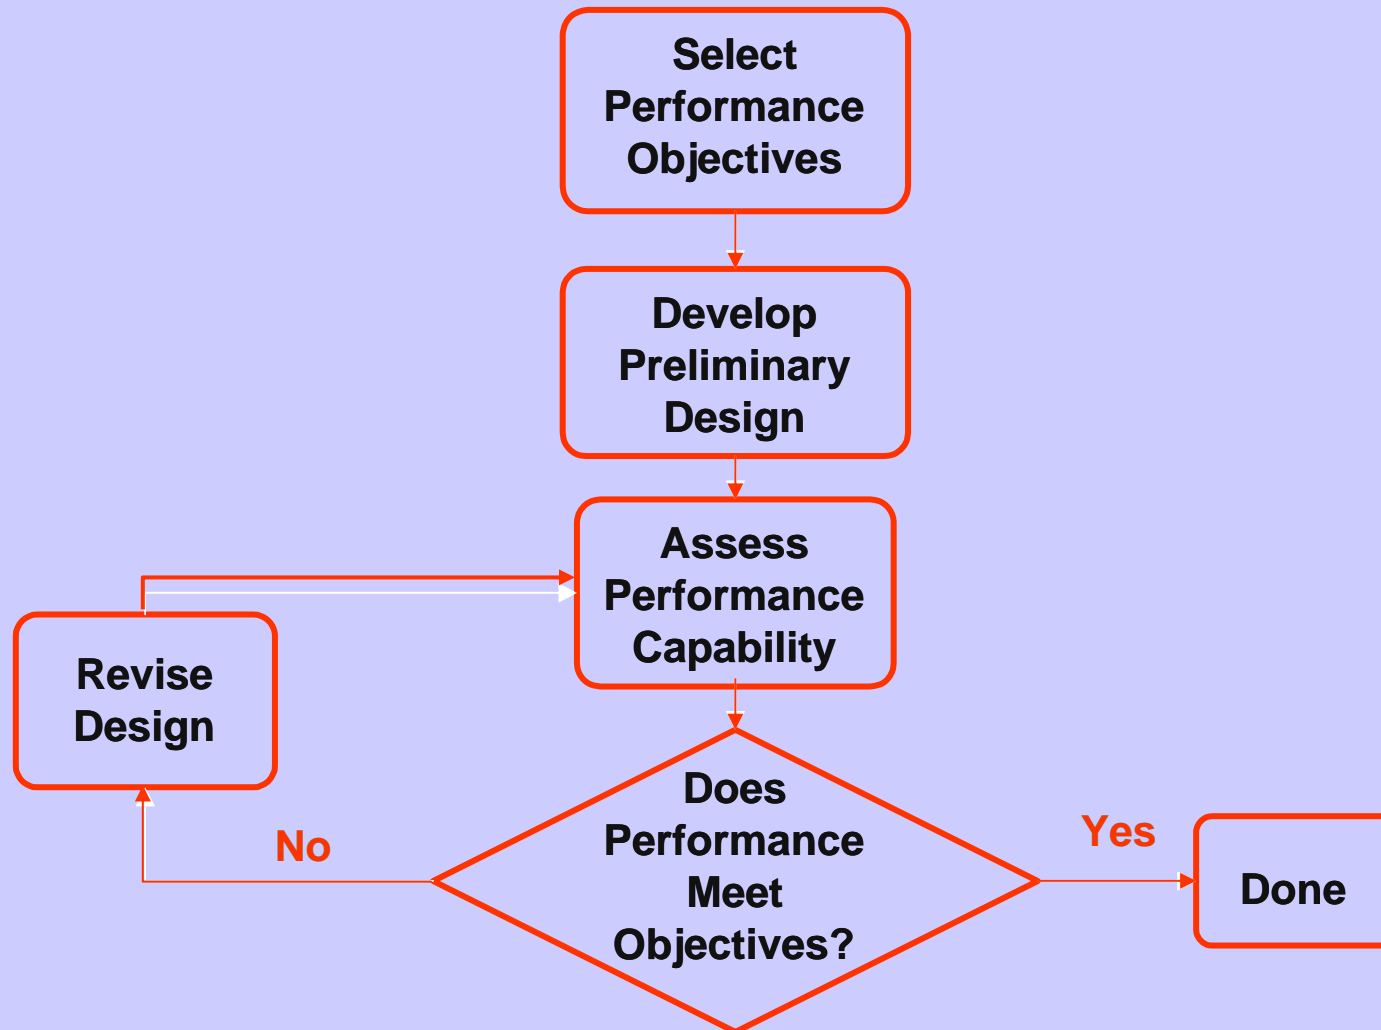 Select
Performance
Objectives
Develop
Preliminary
Design
Assess
Performance
Capability
Revise
Design
Does
Performance
Meet
Objectives?
No
Yes
Done